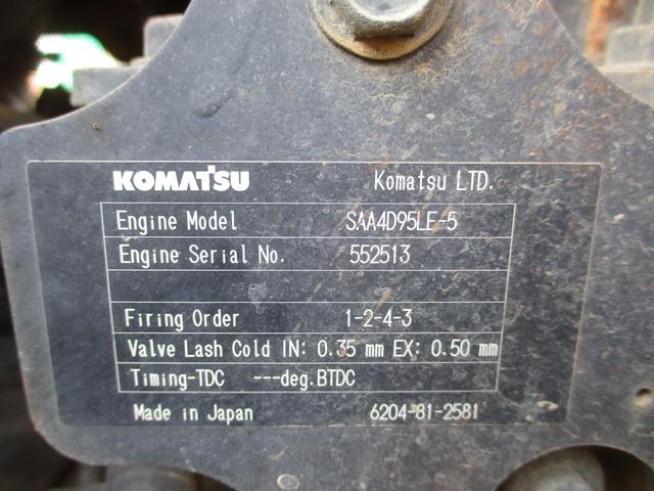 KOMATSU Komatsu LTD.
Engine Model SAA4D95LE-5
Engine Serial No. 552513
Firing Order 1-2-4-3
Valve Lash Cold IN: 0.35 mm EX: 0.50 mm
Timing-TDC ---deg.BTDC
Made in Japan 6204-81-2581